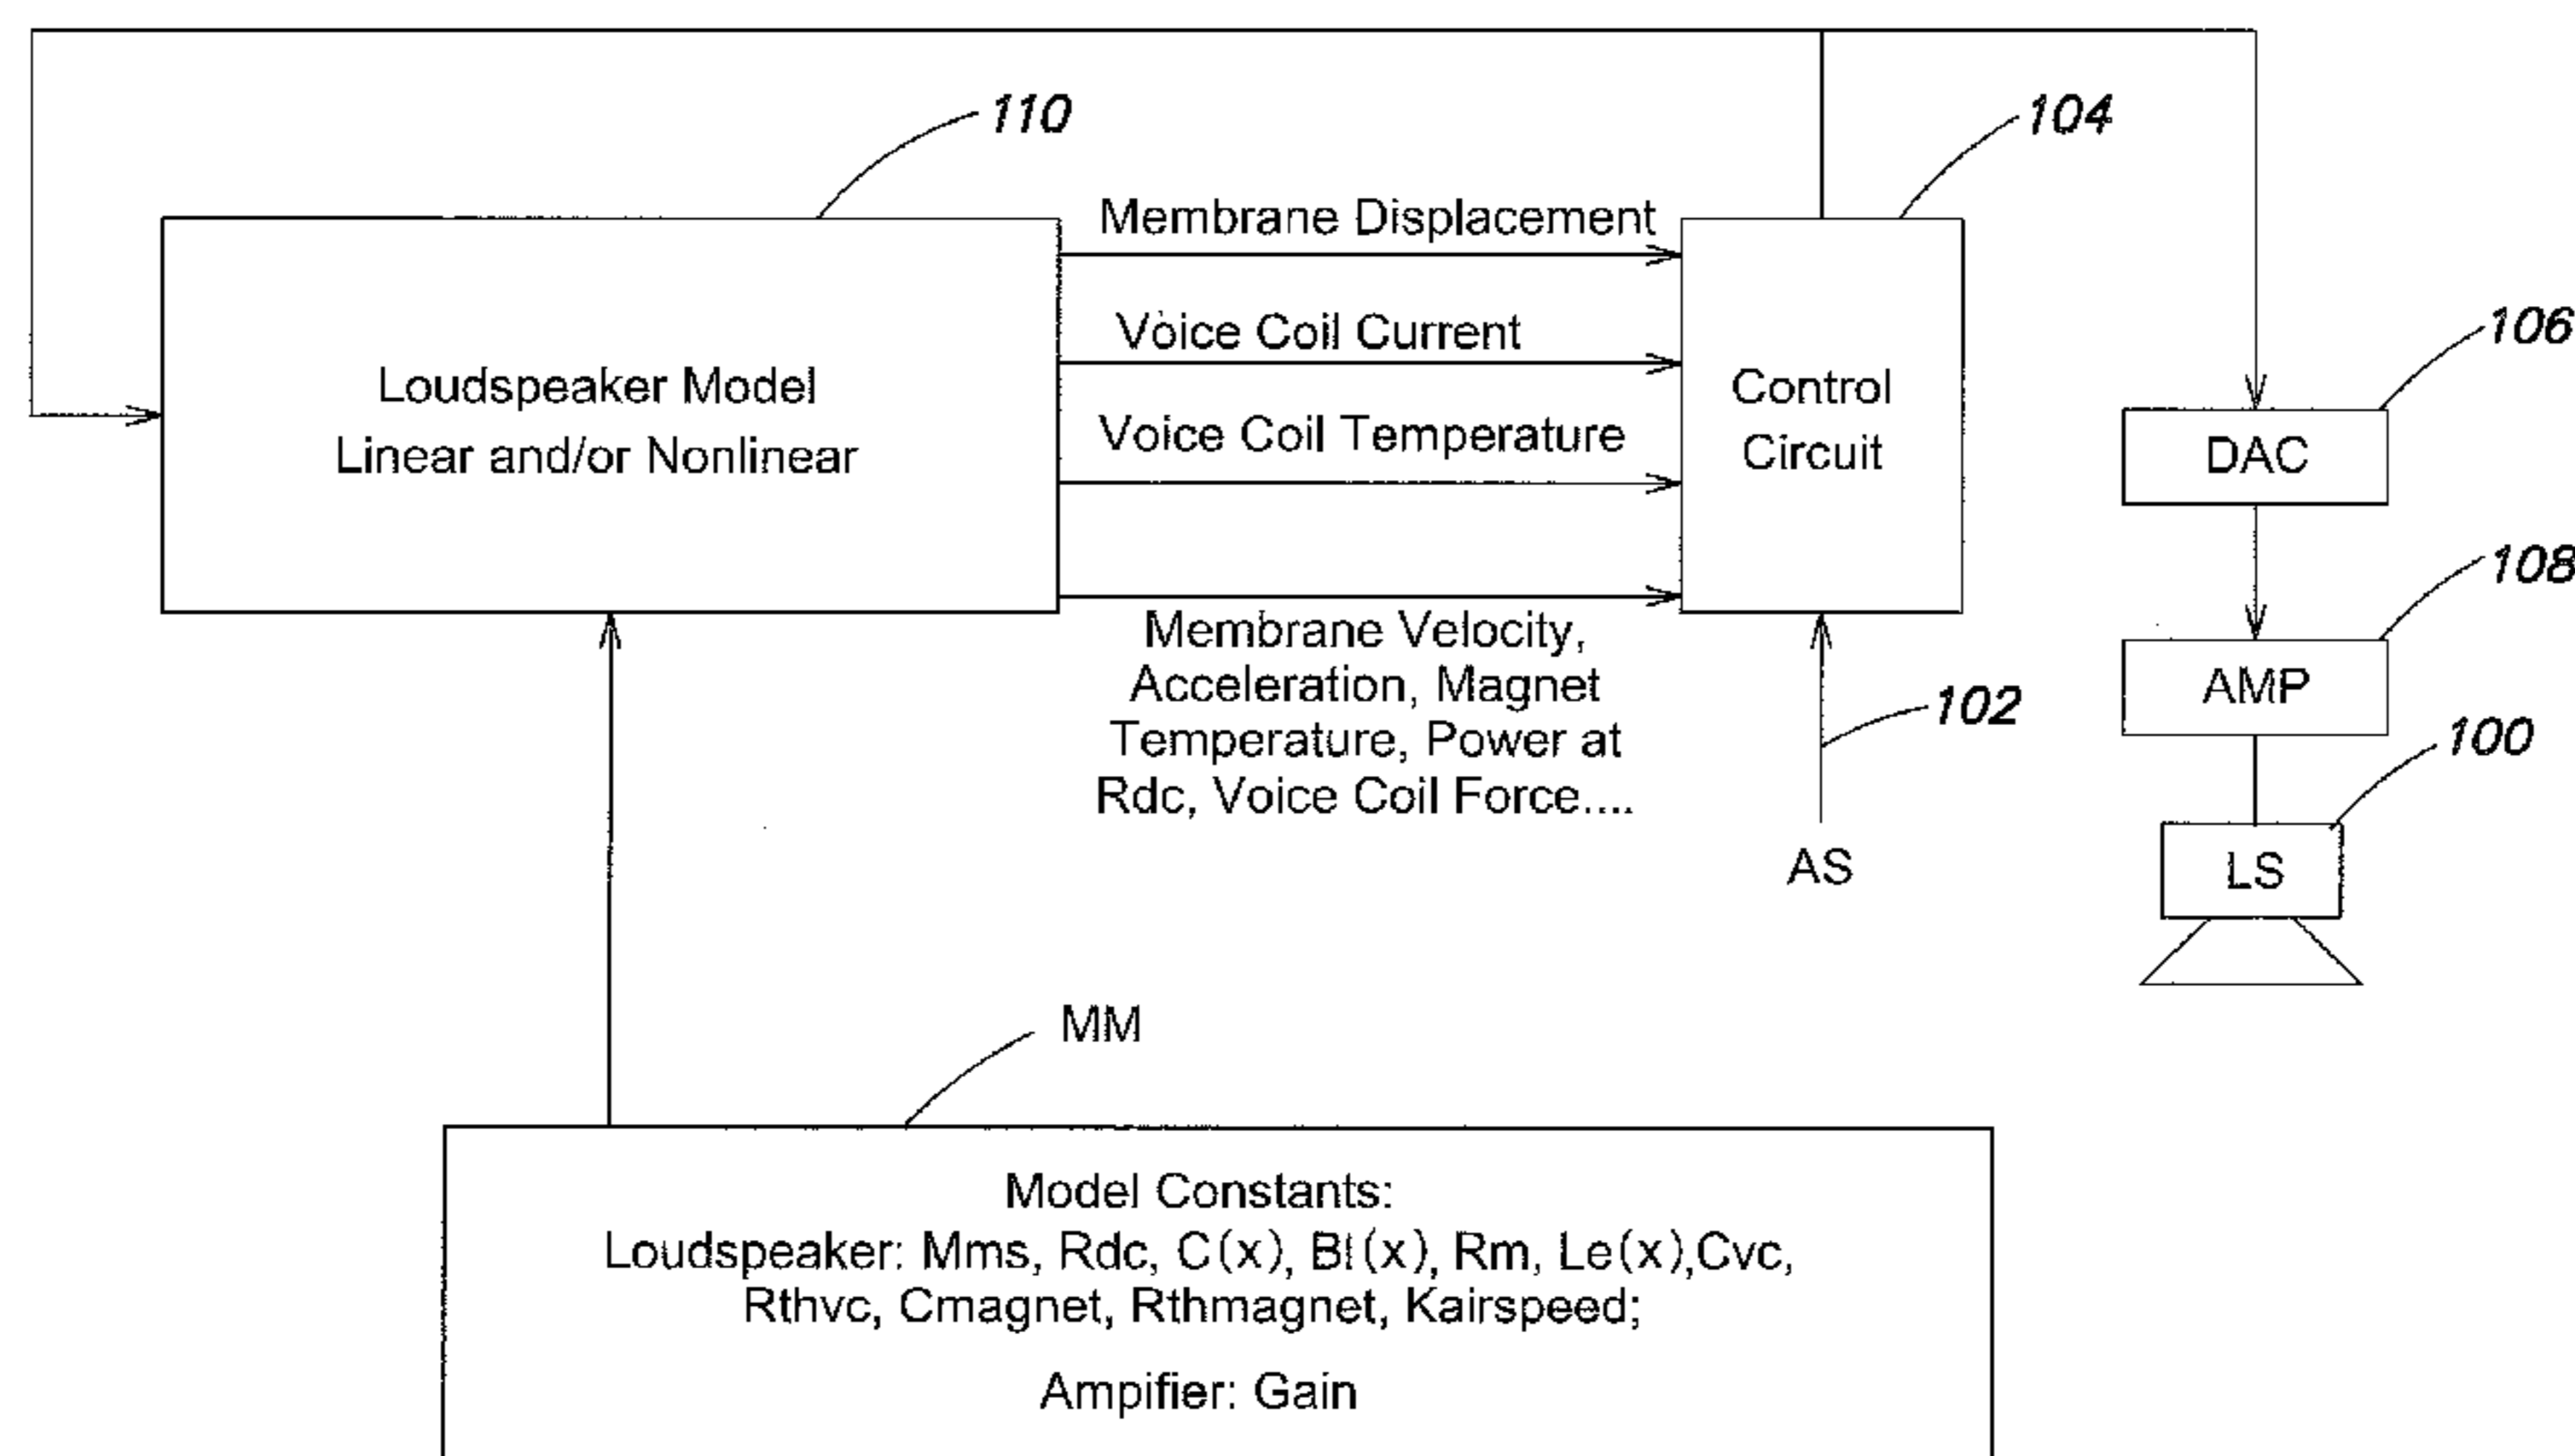 110
104
Membrane Displacement
106
Voice Coil Current
Loudspeaker Model
Linear and/or Nonlinear
Control
Circuit
Voice Coil Temperature
DAC
108
Membrane Velocity,
Acceleration, Magnet
Temperature, Power at
Rdc, Voice Coil Force....
AMP
102
100
AS
LS
MM
Model Constants:
Loudspeaker: Mms, Rdc, C(x), Bl(x), Rm, Le(x),Cvc,
Rthvc, Cmagnet, Rthmagnet, Kairspeed;
Ampifier: Gain